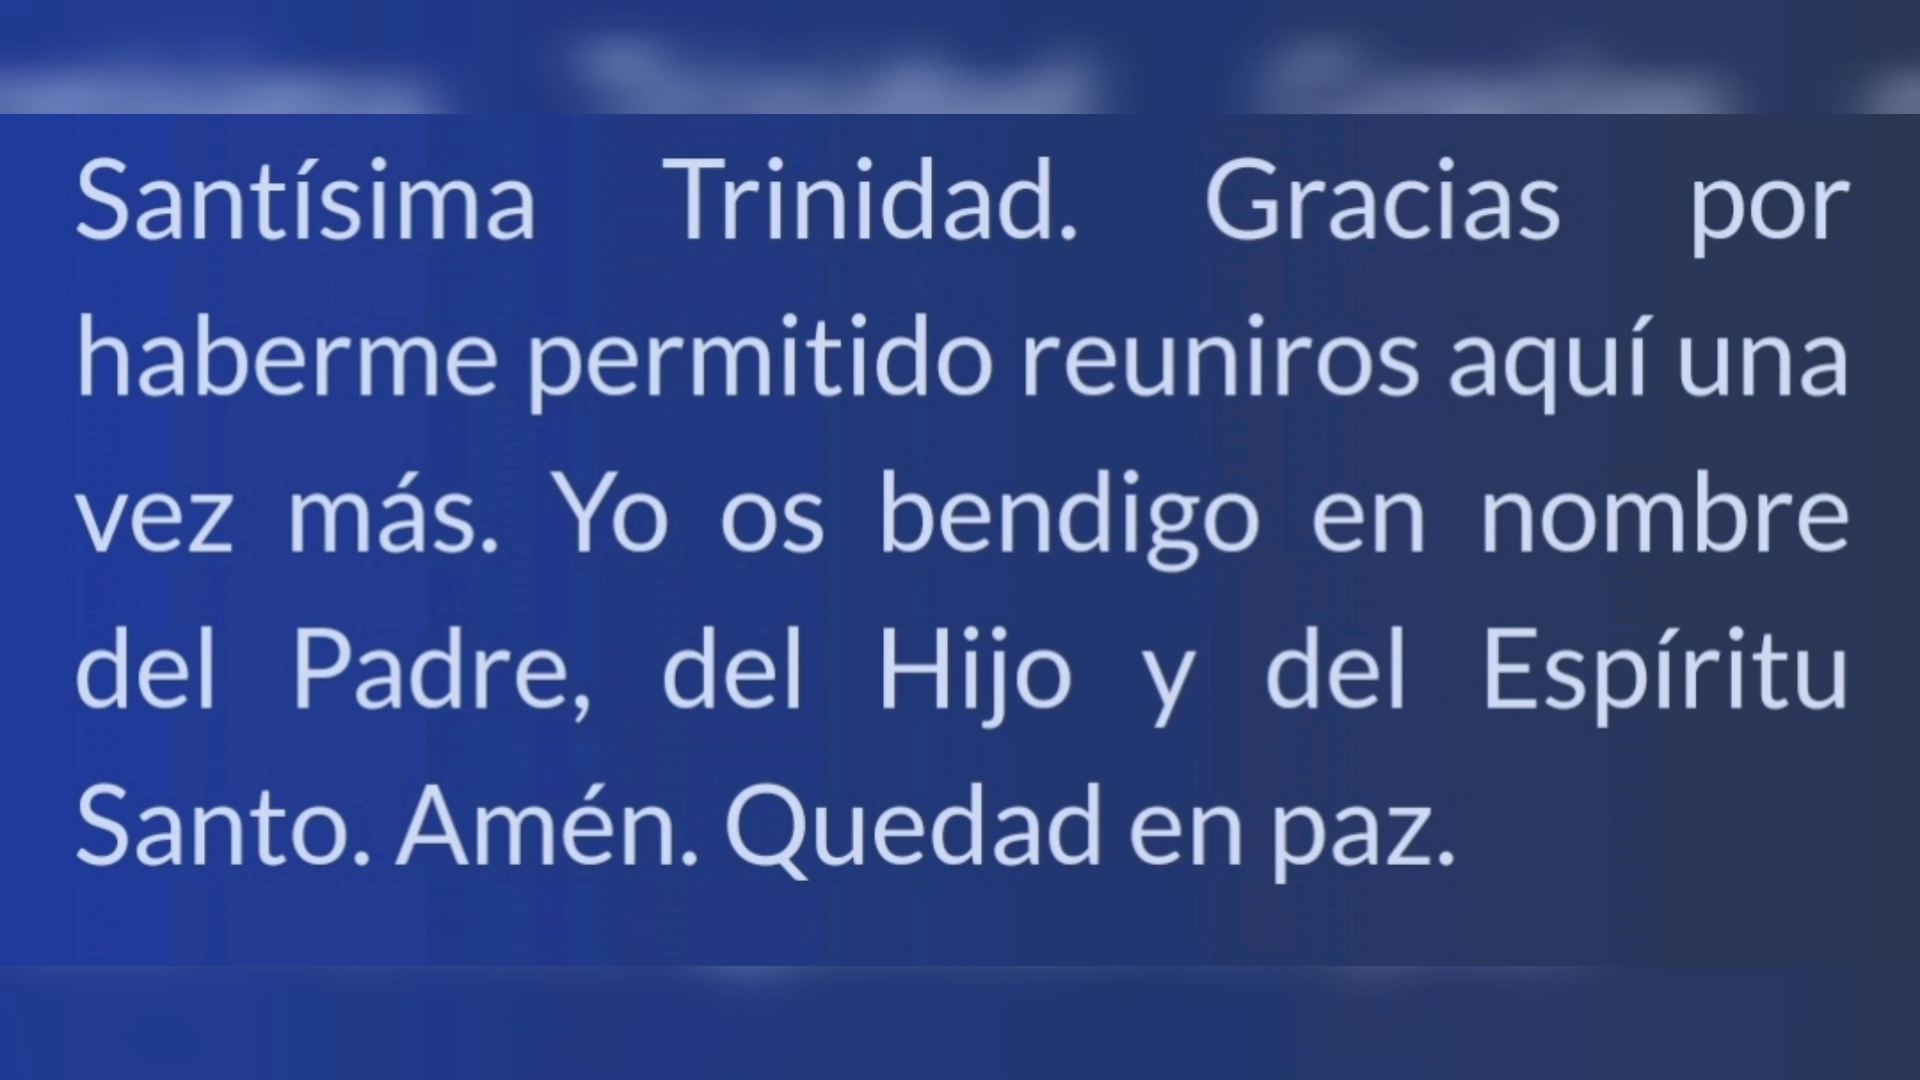 Santísima Trinidad. Gracias por
haberme permitido reuniros aquí una
vez más. Yo os bendigo en nombre
del Padre, del Hijo y del Espíritu
Santo. Amén. Quedad en paz.